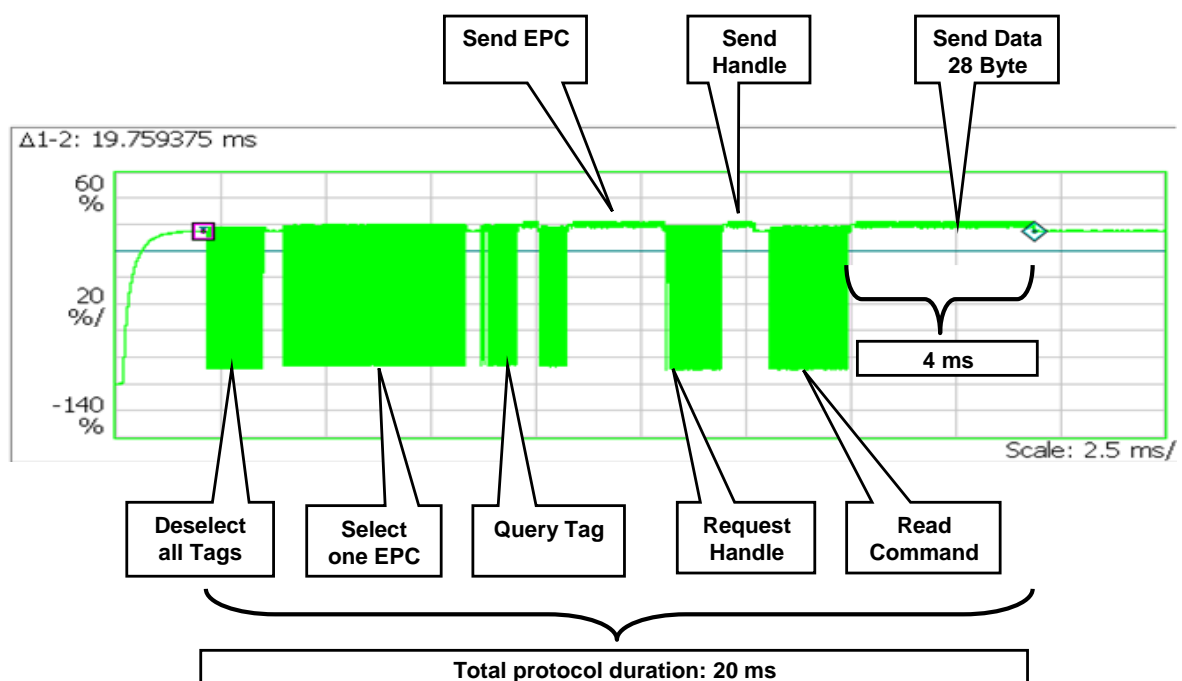 Send EPC
Send
Handle
Send Data
28 Byte
Δ1-2: 19.759375 ms
60
%
20
%/
-140
%
4 ms
Scale: 2.5 ms/
Deselect
all Tags
Select
one EPC
Query Tag
Request
Handle
Read
Command
Total protocol duration: 20 ms